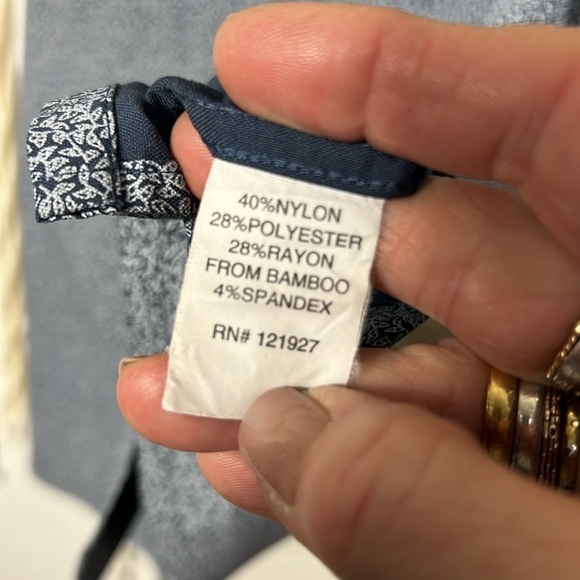 40%NYLON
28%POLYESTER
28%RAYON
FROM BAMBOO
4%SPANDEX
RN# 121927